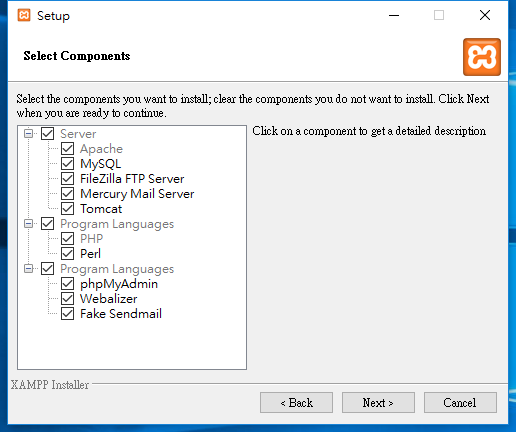 Setup
Select Components
Select the components you want to install; clear the components you do not want to install. Click Next
when you are ready to continue.
Server
Apache
MySQL
FileZilla FTP Server
Mercury Mail Server
Tomcat
Program Languages
PHP
Perl
Program Languages
phpMyAdmin
Webalizer
Fake Sendmail
Click on a component to get a detailed description
XAMPP Installer
< Back
Next >
Cancel